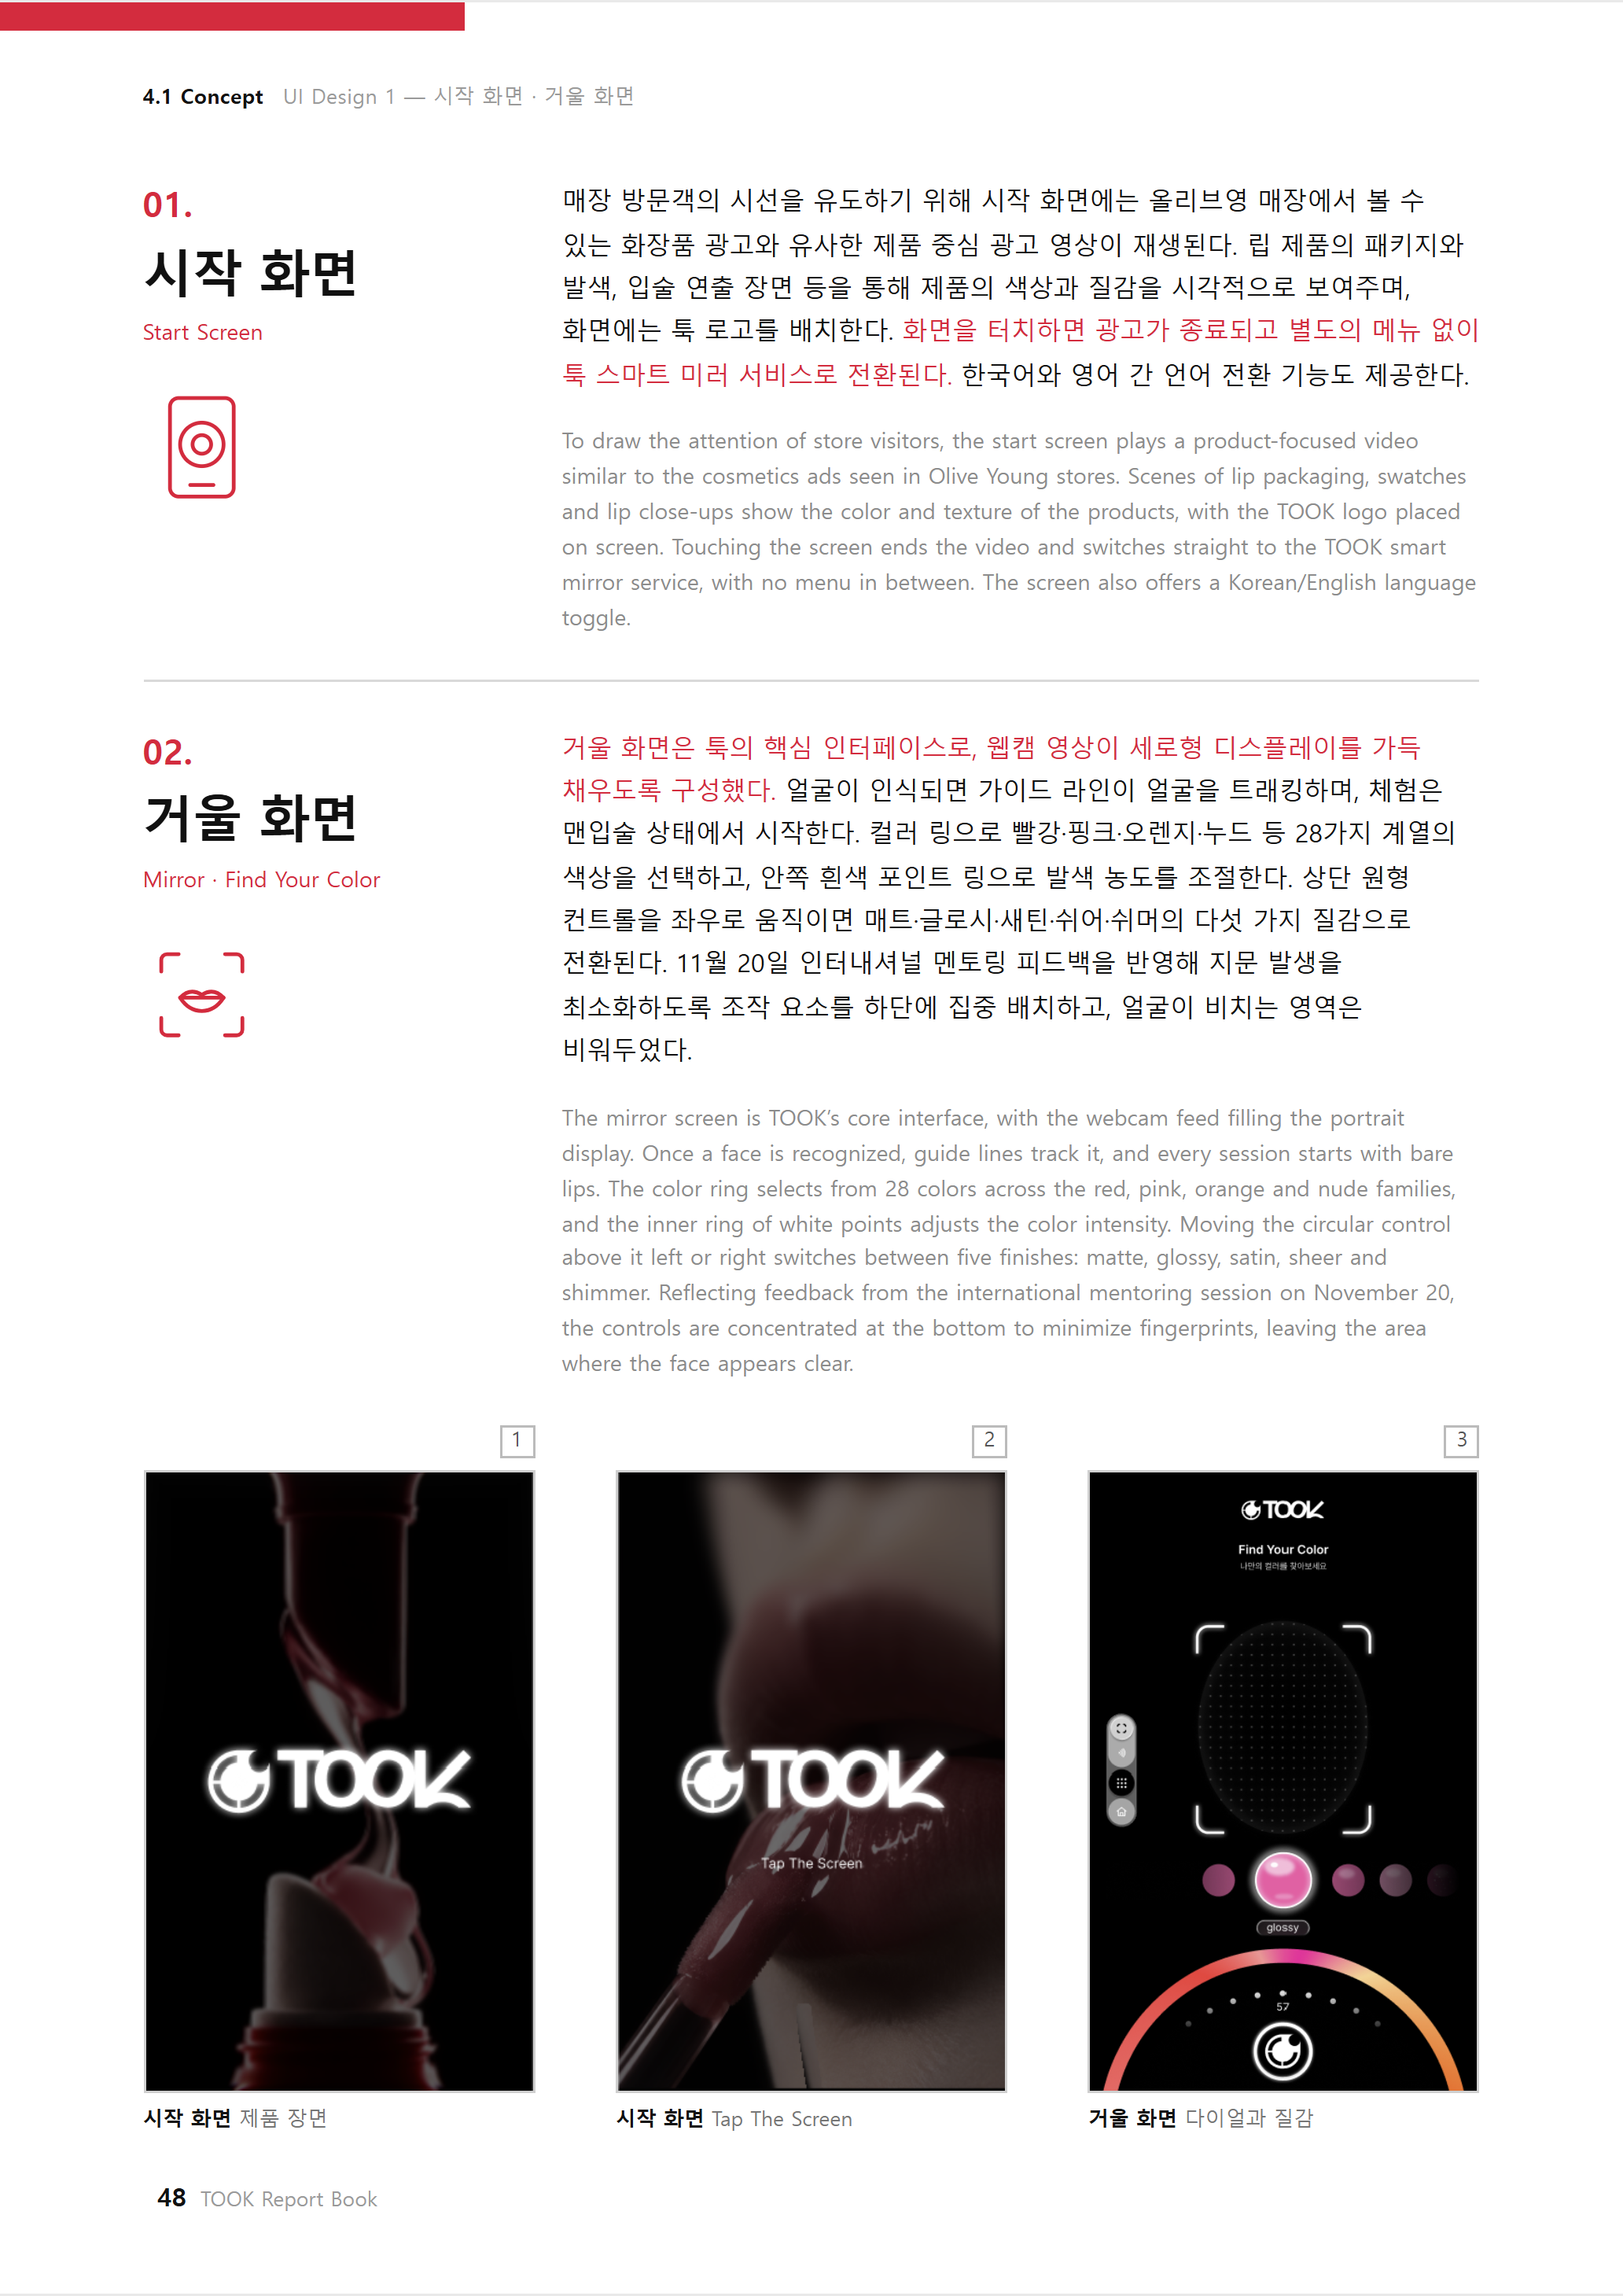 4.1 Concept UI Design 1 — 시작 화면 · 거울 화면
01.
시작 화면
Start Screen
매장 방문객의 시선을 유도하기 위해 시작 화면에는 올리브영 매장에서 볼 수
있는 화장품 광고와 유사한 제품 중심 광고 영상이 재생된다. 립 제품의 패키지와
발색, 입술 연출 장면 등을 통해 제품의 색상과 질감을 시각적으로 보여주며,
화면에는 툭 로고를 배치한다. 화면을 터치하면 광고가 종료되고 별도의 메뉴 없이
툭 스마트 미러 서비스로 전환된다. 한국어와 영어 간 언어 전환 기능도 제공한다.
To draw the attention of store visitors, the start screen plays a product-focused video
similar to the cosmetics ads seen in Olive Young stores. Scenes of lip packaging, swatches
and lip close-ups show the color and texture of the products, with the TOOK logo placed
on screen. Touching the screen ends the video and switches straight to the TOOK smart
mirror service, with no menu in between. The screen also offers a Korean/English language
toggle.
02.
거울 화면
Mirror · Find Your Color
거울 화면은 툭의 핵심 인터페이스로, 웹캠 영상이 세로형 디스플레이를 가득
채우도록 구성했다. 얼굴이 인식되면 가이드 라인이 얼굴을 트래킹하며, 체험은
맨입술 상태에서 시작한다. 컬러 링으로 빨강·핑크·오렌지·누드 등 28가지 계열의
색상을 선택하고, 안쪽 흰색 포인트 링으로 발색 농도를 조절한다. 상단 원형
컨트롤을 좌우로 움직이면 매트·글로시·새틴·쉬어·쉬머의 다섯 가지 질감으로
전환된다. 11월 20일 인터내셔널 멘토링 피드백을 반영해 지문 발생을
최소화하도록 조작 요소를 하단에 집중 배치하고, 얼굴이 비치는 영역은
비워두었다.
The mirror screen is TOOK’s core interface, with the webcam feed filling the portrait
display. Once a face is recognized, guide lines track it, and every session starts with bare
lips. The color ring selects from 28 colors across the red, pink, orange and nude families,
and the inner ring of white points adjusts the color intensity. Moving the circular control
above it left or right switches between five finishes: matte, glossy, satin, sheer and
shimmer. Reflecting feedback from the international mentoring session on November 20,
the controls are concentrated at the bottom to minimize fingerprints, leaving the area
where the face appears clear.
1
TOOK
시작 화면 제품 장면
2
TOOK
Tap The Screen
시작 화면 Tap The Screen
3
TOOK
Find Your Color
나만의 컬러를 찾아보세요
glossy
57
거울 화면 다이얼과 질감
48 TOOK Report Book